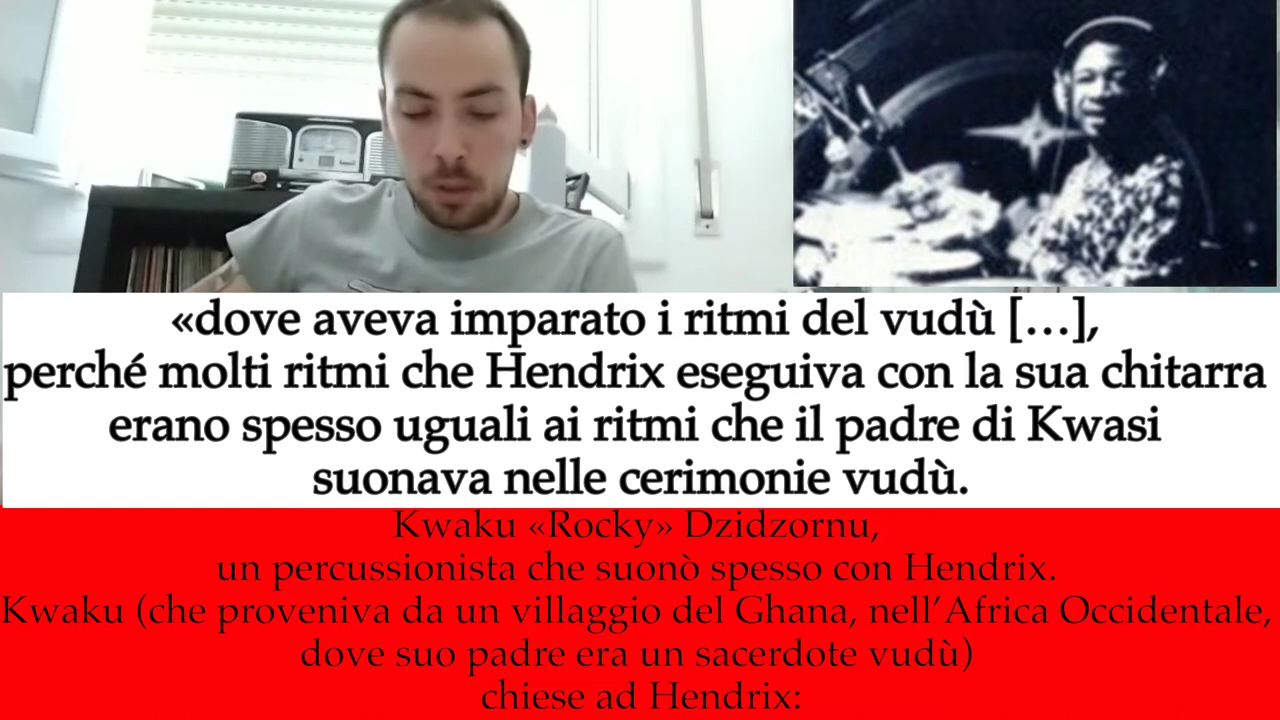 «dove aveva imparato i ritmi del vudù [...],
perché molti ritmi che Hendrix eseguiva con la sua chitarra
erano spesso uguali ai ritmi che il padre di Kwasi
suonava nelle cerimonie vudù.
Kwaku «Rocky» Dzidzornu,
un percussionista che suonò spesso con Hendrix.
Kwaku (che proveniva da un villaggio del Ghana, nell'Africa Occidentale,
dove suo padre era un sacerdote vudù)
chiese ad Hendrix: